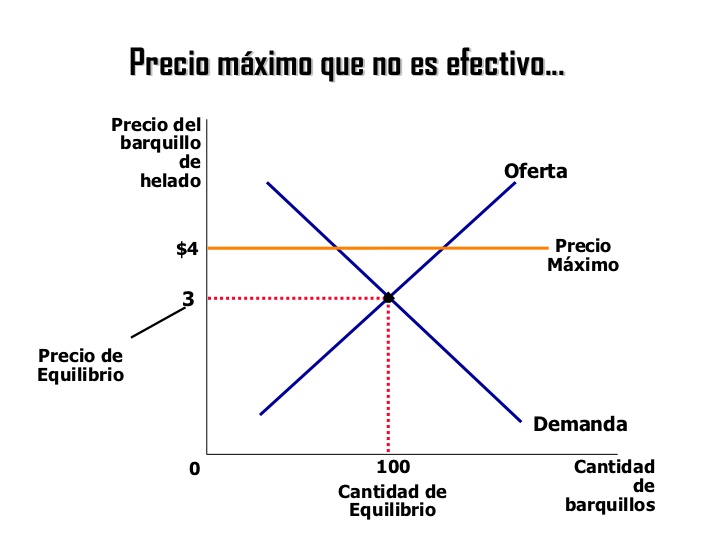 Precio máximo que no es efectivo...
Precio del
barquillo
de
helado
Oferta
$4
Precio
Máximo
3
Precio de
Equilibrio
Demanda
0
100
Cantidad de
Equilibrio
Cantidad
de
barquillos